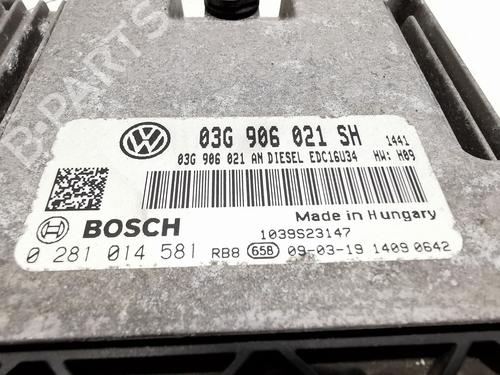 B-PARTS
03G 906 021 SH 1441
03G 906 021 AN DIESEL EDC16U34 HW: H09
BOSCH
Made in Hungary
1039S23147
0 281 014 581 RB8 658 09-03-19 1409 0642